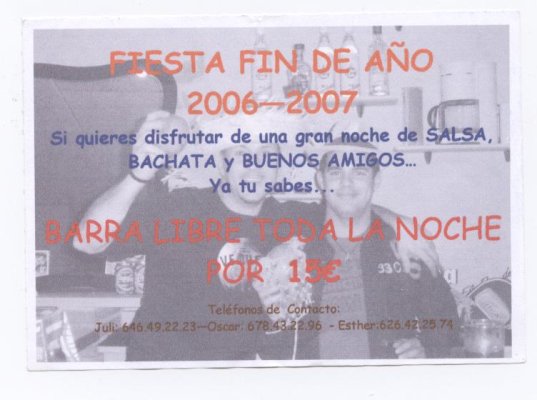 FIESTA FIN DE AÑO
2006—2007
Si quieres disfrutar de una gran noche de SALSA,
BACHATA y BUENOS AMIGOS...
Ya tu sabes...
BARRA LIBRE TODA LA NOCHE
POR 15€
Teléfonos de Contacto:
Juli: 646.49.22.23—Oscar: 678.43.22.96 - Esther:626.42.25.74